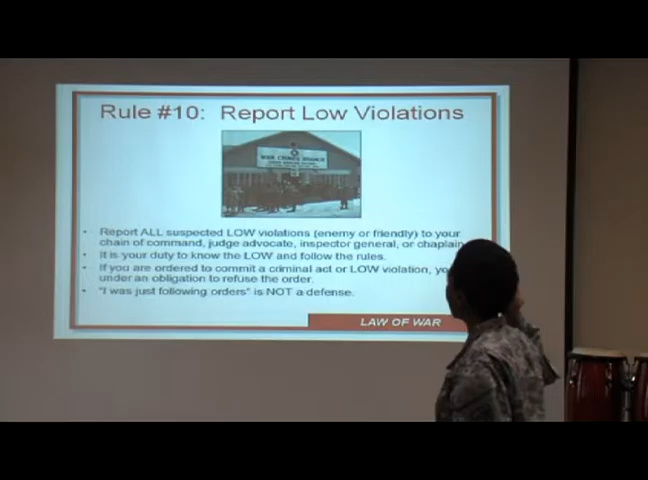 Rule #10: Report Low Violations
WAR CRIMES BRANCH
• Report ALL suspected LOW violations (enemy or friendly) to your
chain of command, judge advocate, inspector general, or chaplain
• It is your duty to know the LOW and follow the rules.
• If you are ordered to commit a criminal act or LOW violation,
under an obligation to refuse the order.
• "I was just following orders" is NOT a defense.
LAW OF WAR